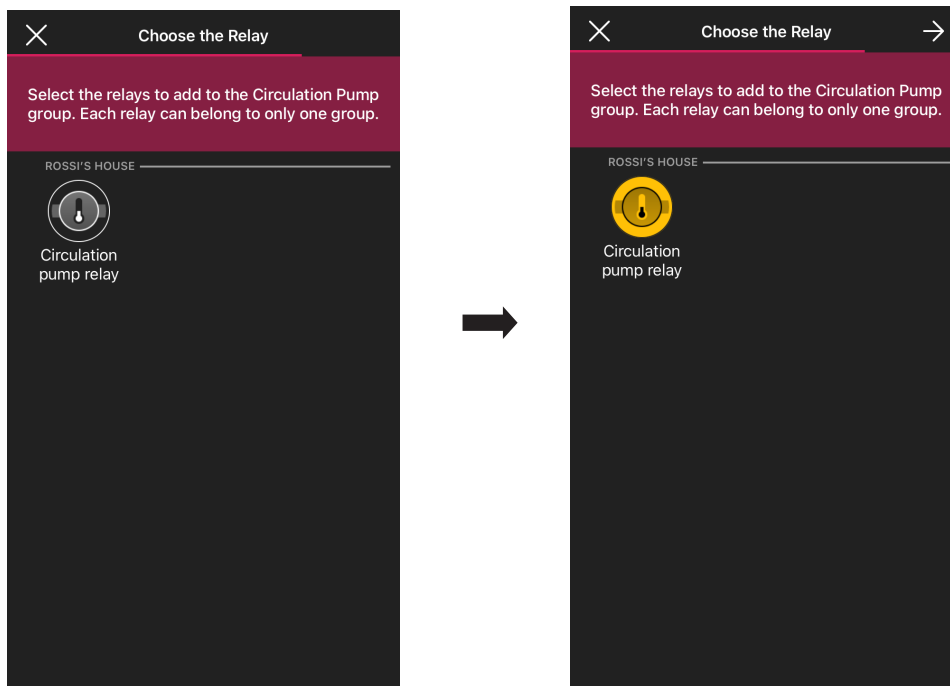 Choose the Relay
Select the relays to add to the Circulation Pump
group. Each relay can belong to only one group.
ROSSI'S HOUSE
Circulation
pump relay
Choose the Relay
Select the relays to add to the Circulation Pump
group. Each relay can belong to only one group.
ROSSI'S HOUSE
Circulation
pump relay